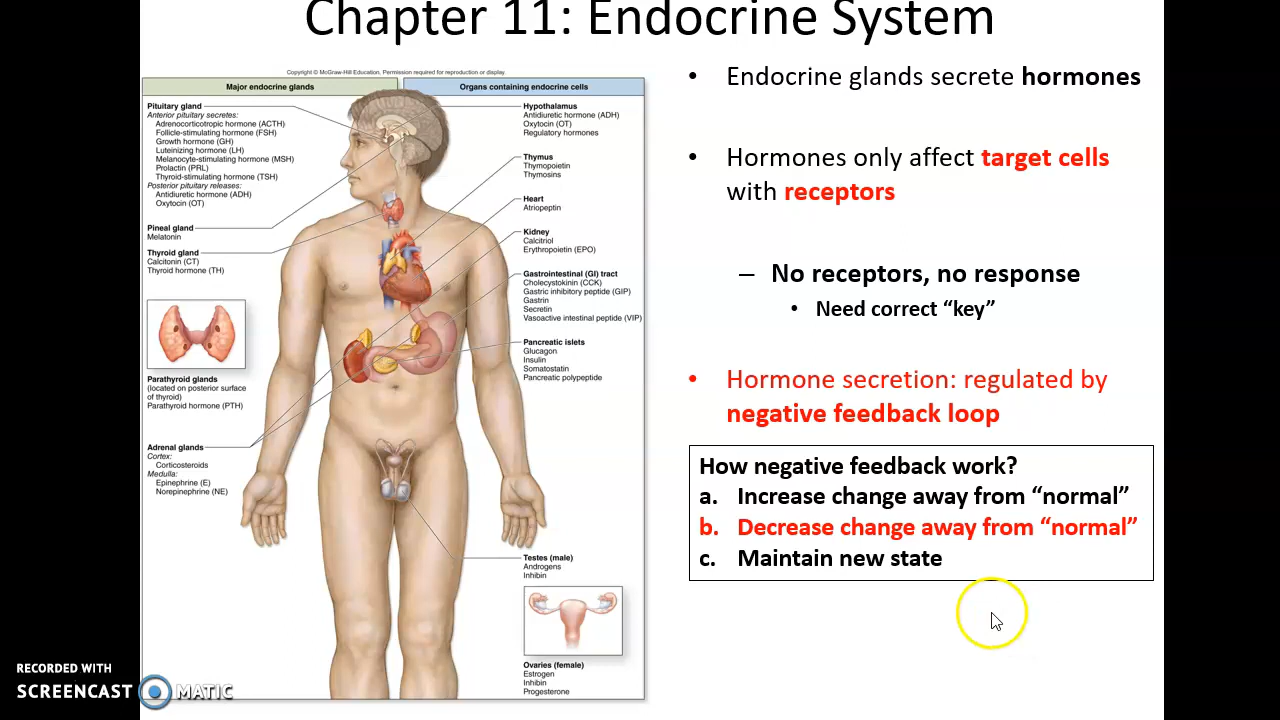 Chapter 11: Endocrine System
Copyright © McGraw-Hill Education. Permission required for reproduction or display.
Major endocrine glands
Organs containing endocrine cells
Pituitary gland
Anterior pituitary secretes:
Adrenocorticotropic hormone (ACTH)
Follicle-stimulating hormone (FSH)
Growth hormone (GH)
Luteinizing hormone (LH)
Melanocyte-stimulating hormone (MSH)
Prolactin (PRL)
Thyroid-stimulating hormone (TSH)
Posterior pituitary releases:
Antidiuretic hormone (ADH)
Oxytocin (OT)
Pineal gland
Melatonin
Thyroid gland
Calcitonin (CT)
Thyroid hormone (TH)
Parathyroid glands
(located on posterior surface
of thyroid)
Parathyroid hormone (PTH)
Adrenal glands
Cortex:
Corticosteroids
Medulla:
Epinephrine (E)
Norepinephrine (NE)
Hypothalamus
Antidiuretic hormone (ADH)
Oxytocin (OT)
Regulatory hormones
Thymus
Thymopoietin
Thymosins
Heart
Atriopeptin
Kidney
Calcitriol
Erythropoietin (EPO)
Gastrointestinal (GI) tract
Cholecystokinin (CCK)
Gastric inhibitory peptide (GIP)
Gastrin
Secretin
Vasoactive intestinal peptide (VIP)
Pancreatic islets
Glucagon
Insulin
Somatostatin
Pancreatic polypeptide
Testes (male)
Androgens
Inhibin
Ovaries (female)
Estrogen
Inhibin
Progesterone
• Endocrine glands secrete hormones
• Hormones only affect target cells
with receptors
– No receptors, no response
• Need correct “key”
• Hormone secretion: regulated by
negative feedback loop
How negative feedback work?
a. Increase change away from “normal”
b. Decrease change away from “normal”
c. Maintain new state
RECORDED WITH
SCREENCAST MATIC